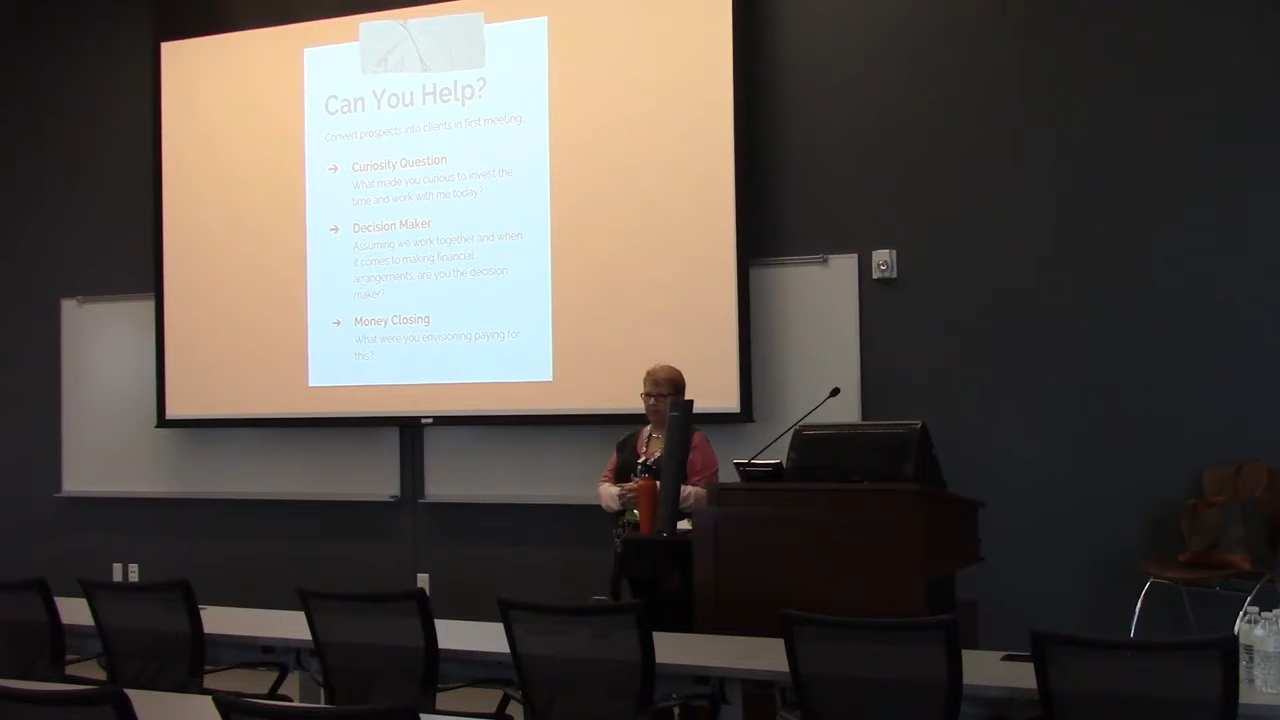 Can You Help?
Convert prospects into clients in first meeting.
→ Curiosity Question
What made you curious to invest the
time and work with me today?
→ Decision Maker
Assuming we work together and when
it comes to making financial
arrangements, are you the decision
maker?
→ Money Closing
What were you envisioning paying for
this?